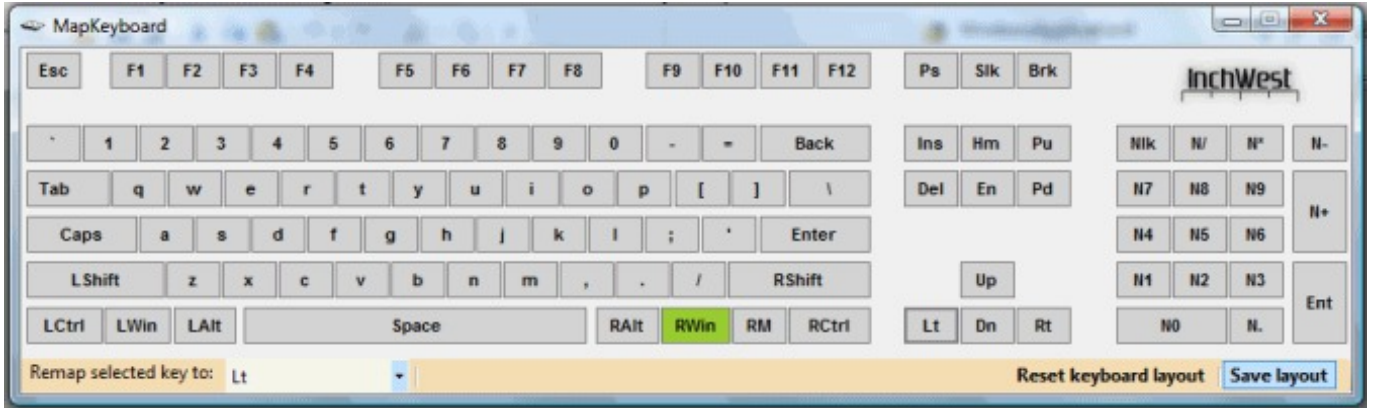 MapKeyboard
Esc F1 F2 F3 F4 F5 F6 F7 F8 F9 F10 F11 F12 Ps Slk Brk InchWest
` 1 2 3 4 5 6 7 8 9 0 - = Back Ins Hm Pu Nlk N/ N* N-
Tab q w e r t y u i o p [ ] \ Del En Pd N7 N8 N9 N+
Caps a s d f g h j k l ; ' Enter N4 N5 N6
LShift z x c v b n m , . / RShift Up N1 N2 N3 Ent
LCtrl LWin LAlt Space RAlt RWin RM RCtrl Lt Dn Rt N0 N.
Remap selected key to: Lt Reset keyboard layout Save layout